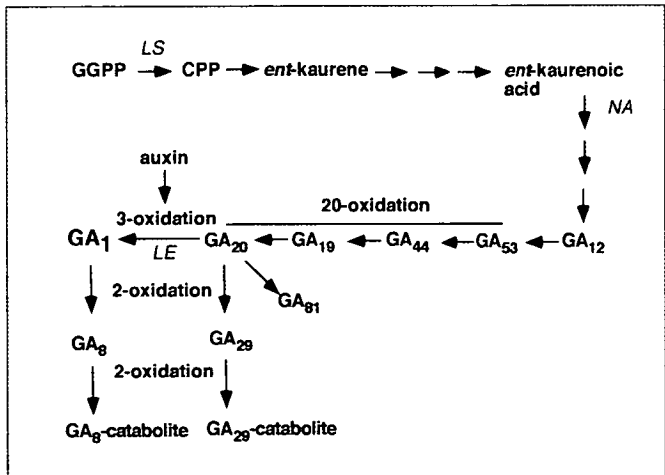 LS
GGPP CPP ent-kaurene ent-kaurenoic
acid
NA
auxin
20-oxidation
3-oxidation
GA1 GA20 GA19 GA44 GA53 GA12
LE
2-oxidation
GA81
GA8 GA29
2-oxidation
GA8-catabolite GA29-catabolite